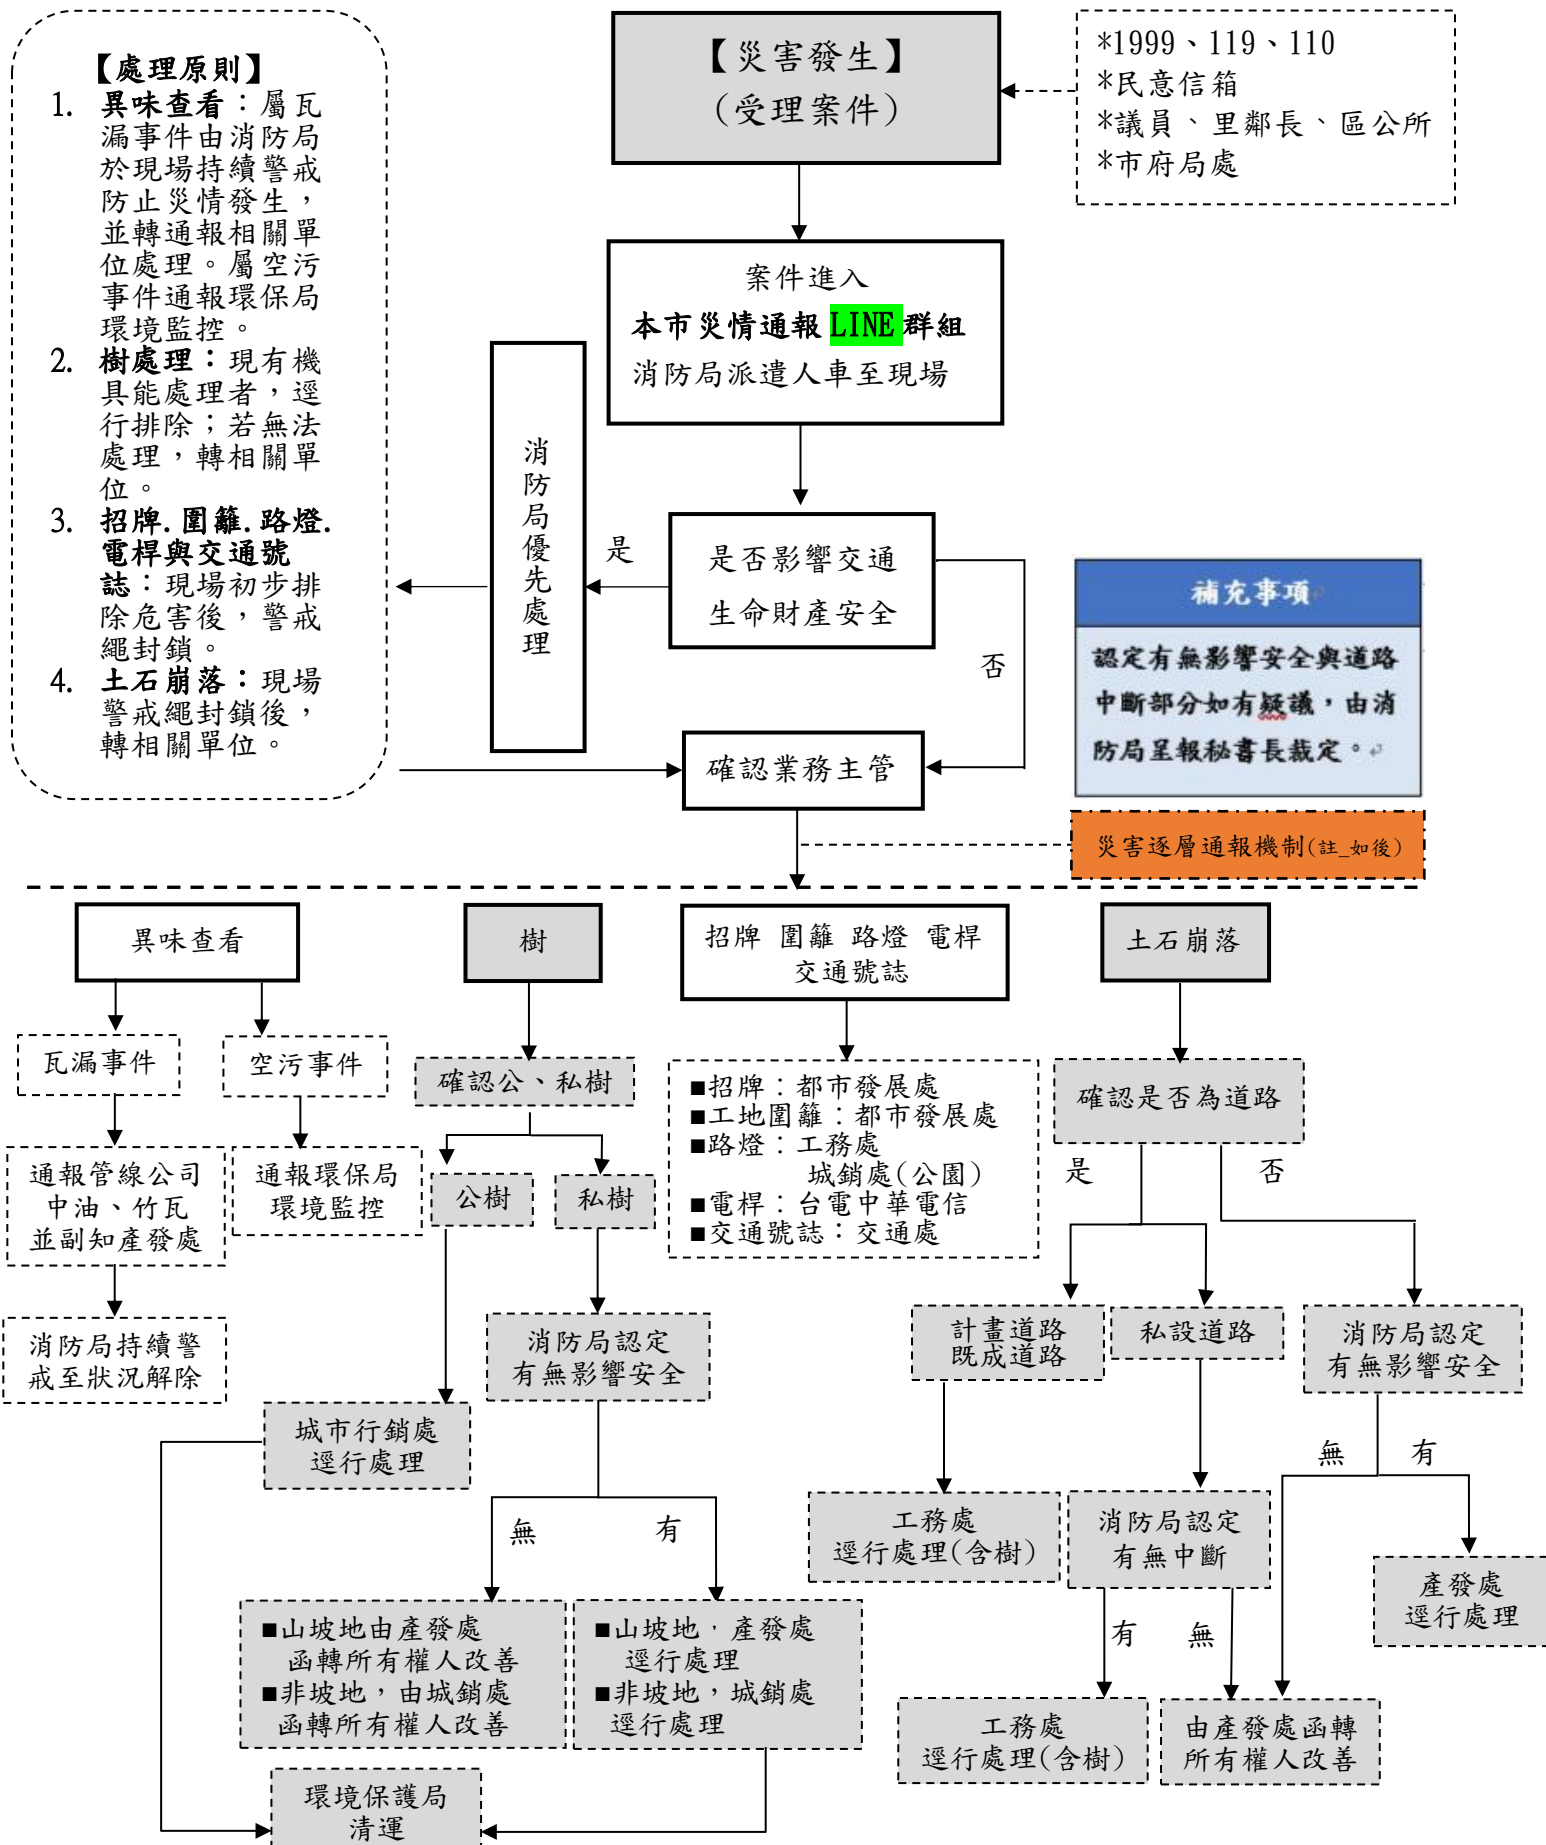 【處理原則】
1. 異味查看：屬瓦
漏事件由消防局
於現場持續警戒
防止災情發生，
並轉通報相關單
位處理。屬空污
事件通報環保局
環境監控。
2. 樹處理：現有機
具能處理者，逕
行排除；若無法
處理，轉相關單
位。
3. 招牌.圍籬.路燈.
電桿與交通號
誌：現場初步排
除危害後，警戒
繩封鎖。
4. 土石崩落：現場
警戒繩封鎖後，
轉相關單位。
【災害發生】
(受理案件)
*1999、119、110
*民意信箱
*議員、里鄰長、區公所
*市府局處
案件進入
本市災情通報 LINE 群組
消防局派遣人車至現場
消防局優先處理
是
是否影響交通
生命財產安全
否
補充事項
認定有無影響安全與道路
中斷部分如有疑議，由消
防局呈報秘書長裁定。
確認業務主管
災害逐層通報機制(註_如後)
異味查看
樹
招牌 圍籬 路燈 電桿
交通號誌
土石崩落
瓦漏事件
空污事件
確認公、私樹
■招牌：都市發展處
■工地圍籬：都市發展處
■路燈：工務處
城銷處(公園)
■電桿：台電中華電信
■交通號誌：交通處
確認是否為道路
通報管線公司
中油、竹瓦
並副知產發處
通報環保局
環境監控
公樹
私樹
是
否
消防局持續警
戒至狀況解除
消防局認定
有無影響安全
計畫道路
既成道路
私設道路
消防局認定
有無影響安全
城市行銷處
逕行處理
無
有
無
有
工務處
逕行處理(含樹)
消防局認定
有無中斷
產發處
逕行處理
■山坡地由產發處
函轉所有權人改善
■非坡地，由城銷處
函轉所有權人改善
■山坡地，產發處
逕行處理
■非坡地，城銷處
逕行處理
有
無
工務處
逕行處理(含樹)
由產發處函轉
所有權人改善
環境保護局
清運